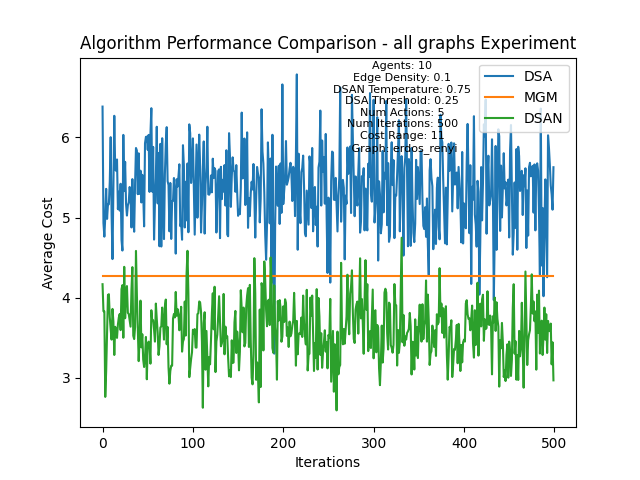 Algorithm Performance Comparison - all graphs Experiment
Agents: 10
Edge Density: 0.1
DSAN Temperature: 0.75
DSA Threshold: 0.25
Num Actions: 5
Num Iterations: 500
Cost Range: 11
Graph: erdos_renyi
DSA
MGM
DSAN
Average Cost
6
5
4
3
0
100
200
300
400
500
Iterations